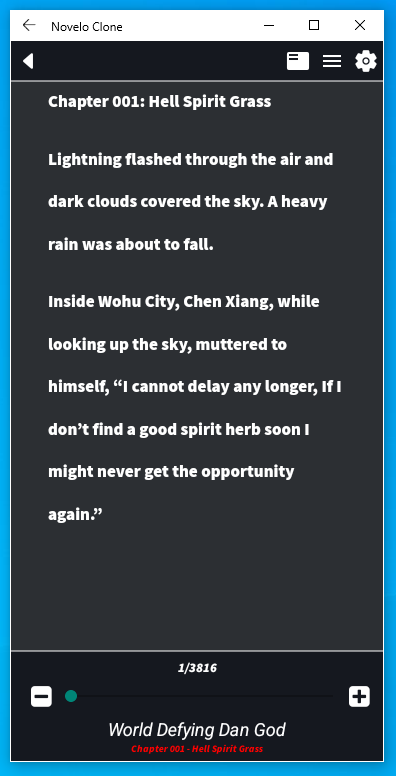 Novelo Clone
Chapter 001: Hell Spirit Grass
Lightning flashed through the air and
dark clouds covered the sky. A heavy
rain was about to fall.
Inside Wohu City, Chen Xiang, while
looking up the sky, muttered to
himself, “I cannot delay any longer, If I
don’t find a good spirit herb soon I
might never get the opportunity
again.”
1/3816
World Defying Dan God
Chapter 001 - Hell Spirit Grass